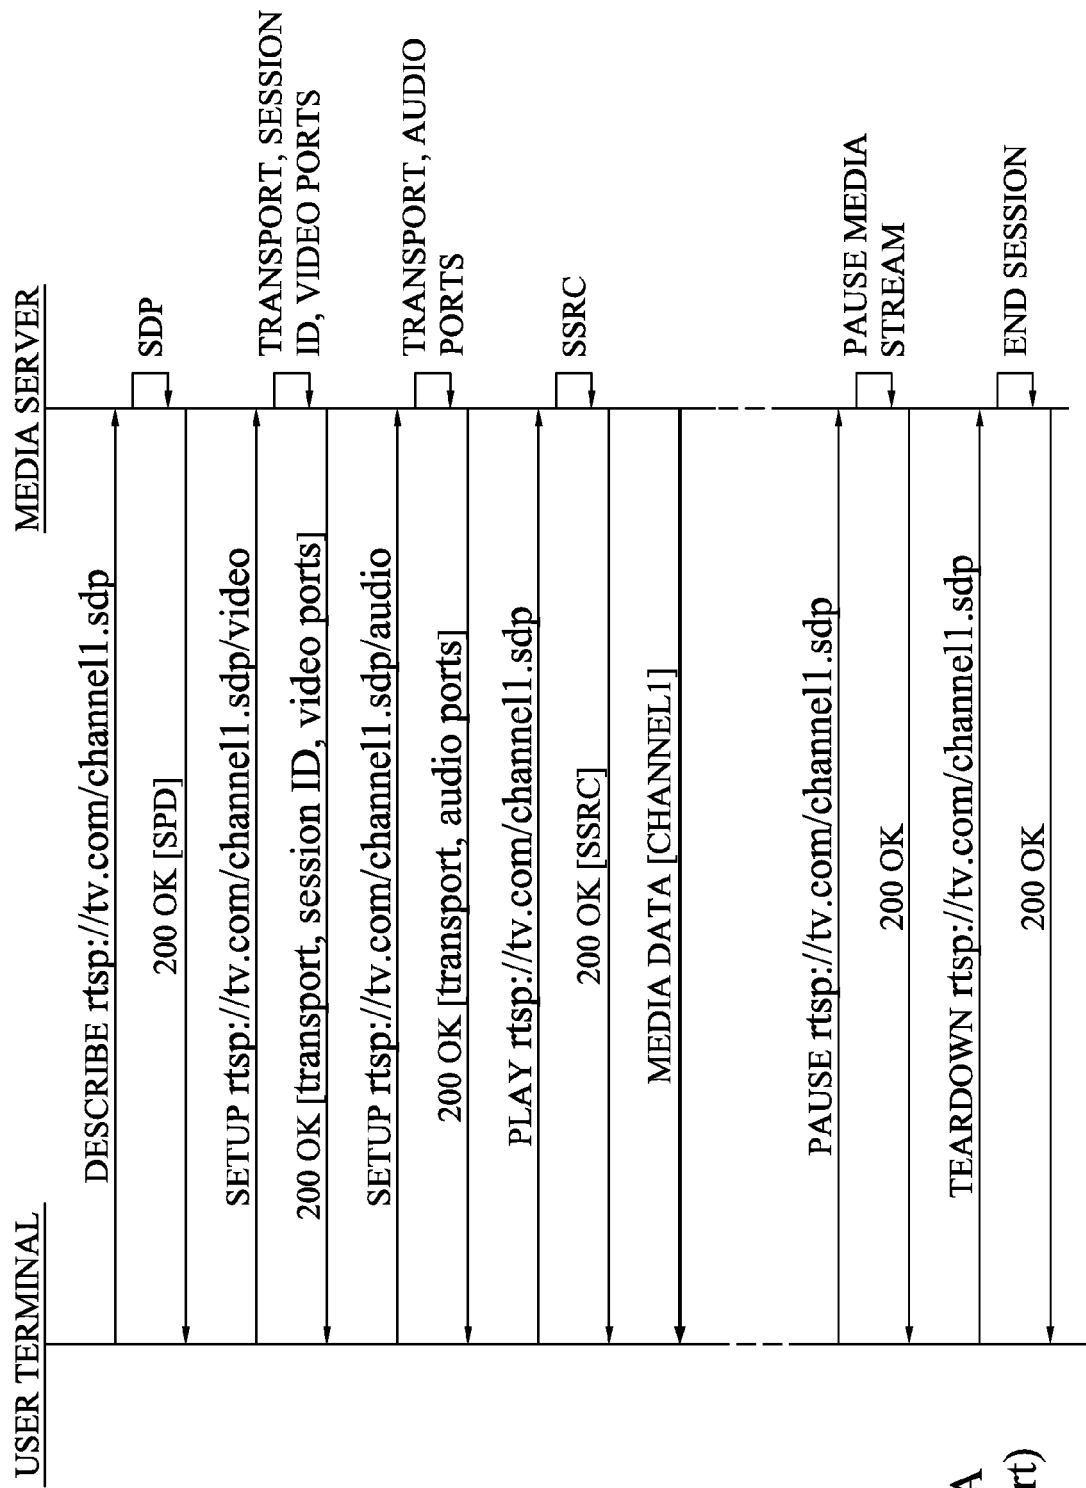 USER TERMINAL
MEDIA SERVER
DESCRIBE rtsp://tv.com/channel1.sdp
SDP
200 OK [SPD]
SETUP rtsp://tv.com/channel1.sdp/video
TRANSPORT, SESSION
ID, VIDEO PORTS
200 OK [transport, session ID, video ports]
SETUP rtsp://tv.com/channel1.sdp/audio
TRANSPORT, AUDIO
PORTS
200 OK [transport, audio ports]
PLAY rtsp://tv.com/channel1.sdp
SSRC
200 OK [SSRC]
MEDIA DATA [CHANNEL1]
PAUSE rtsp://tv.com/channel1.sdp
PAUSE MEDIA
STREAM
200 OK
TEARDOWN rtsp://tv.com/channel1.sdp
END SESSION
200 OK
A
rt)